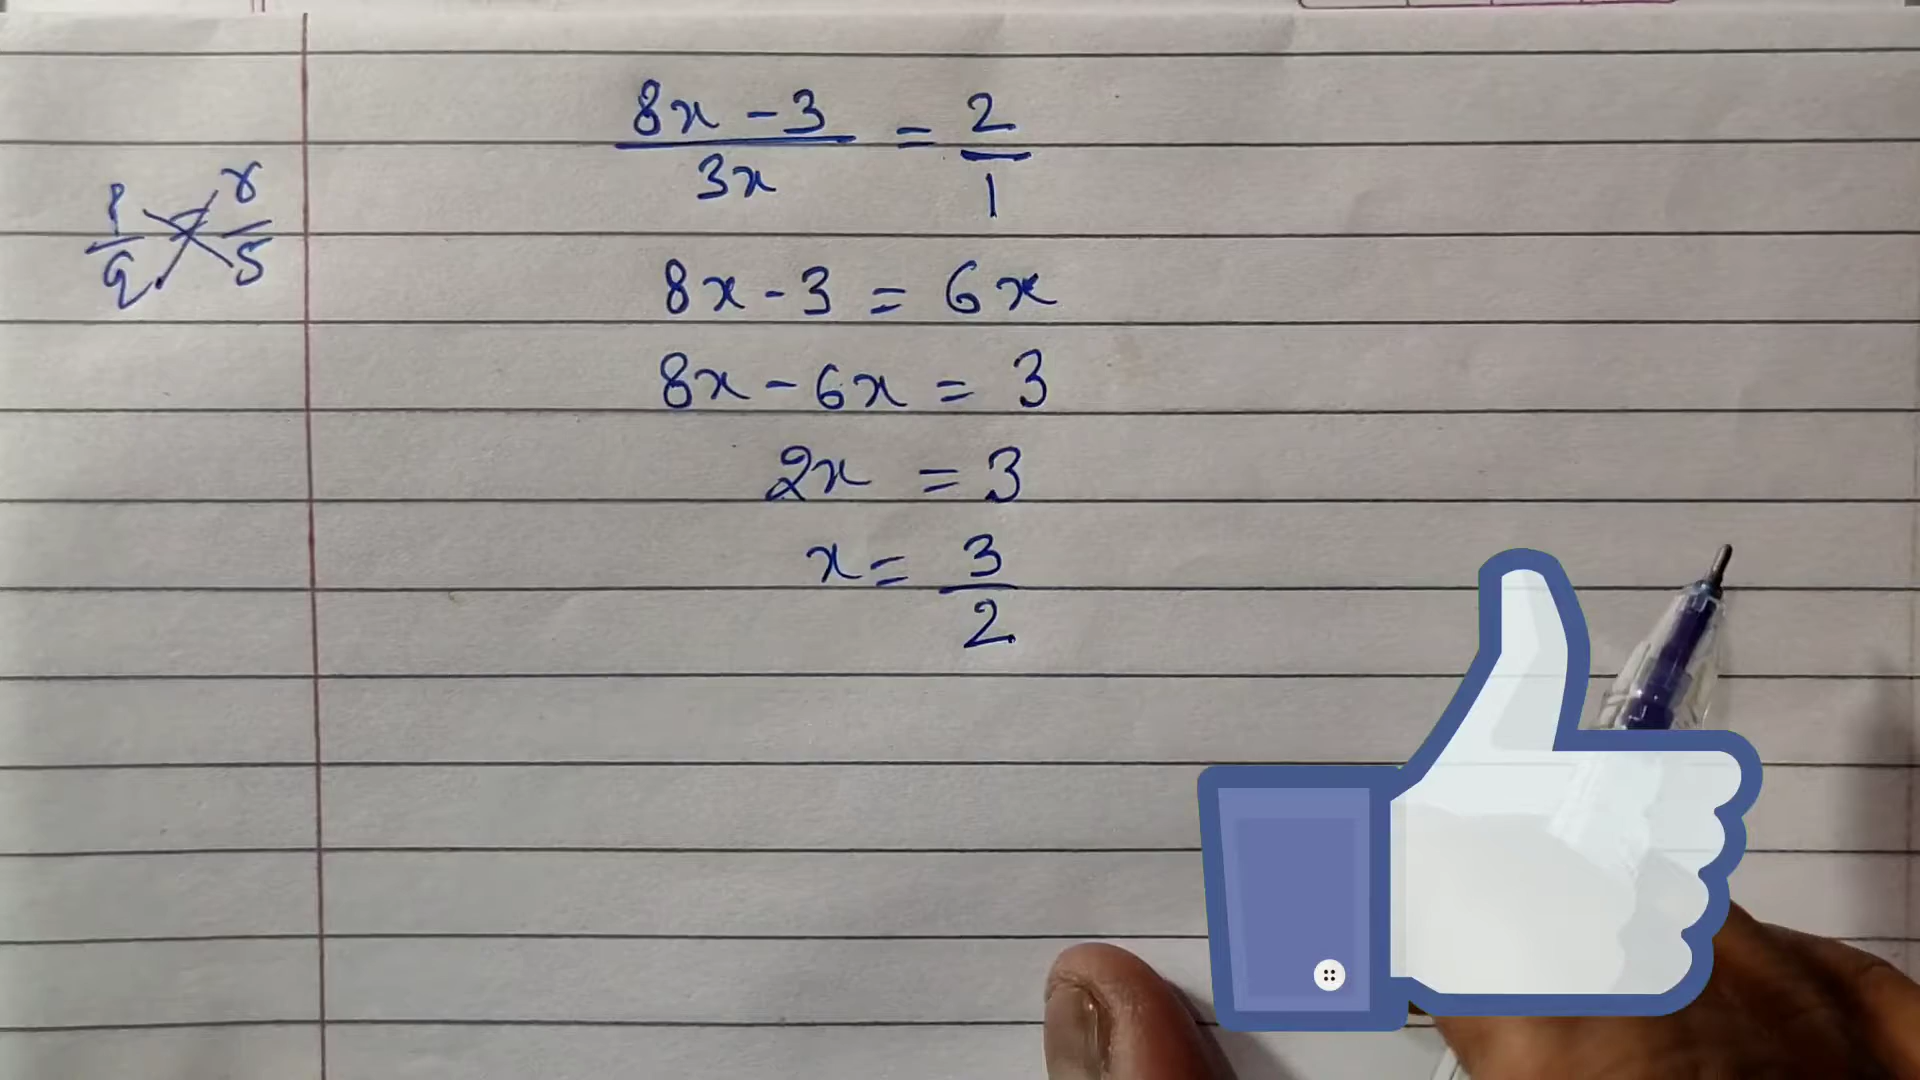 8x - 3 / 3x = 2 / 1
p / q = r / s
8x - 3 = 6x
8x - 6x = 3
2x = 3
x = 3 / 2